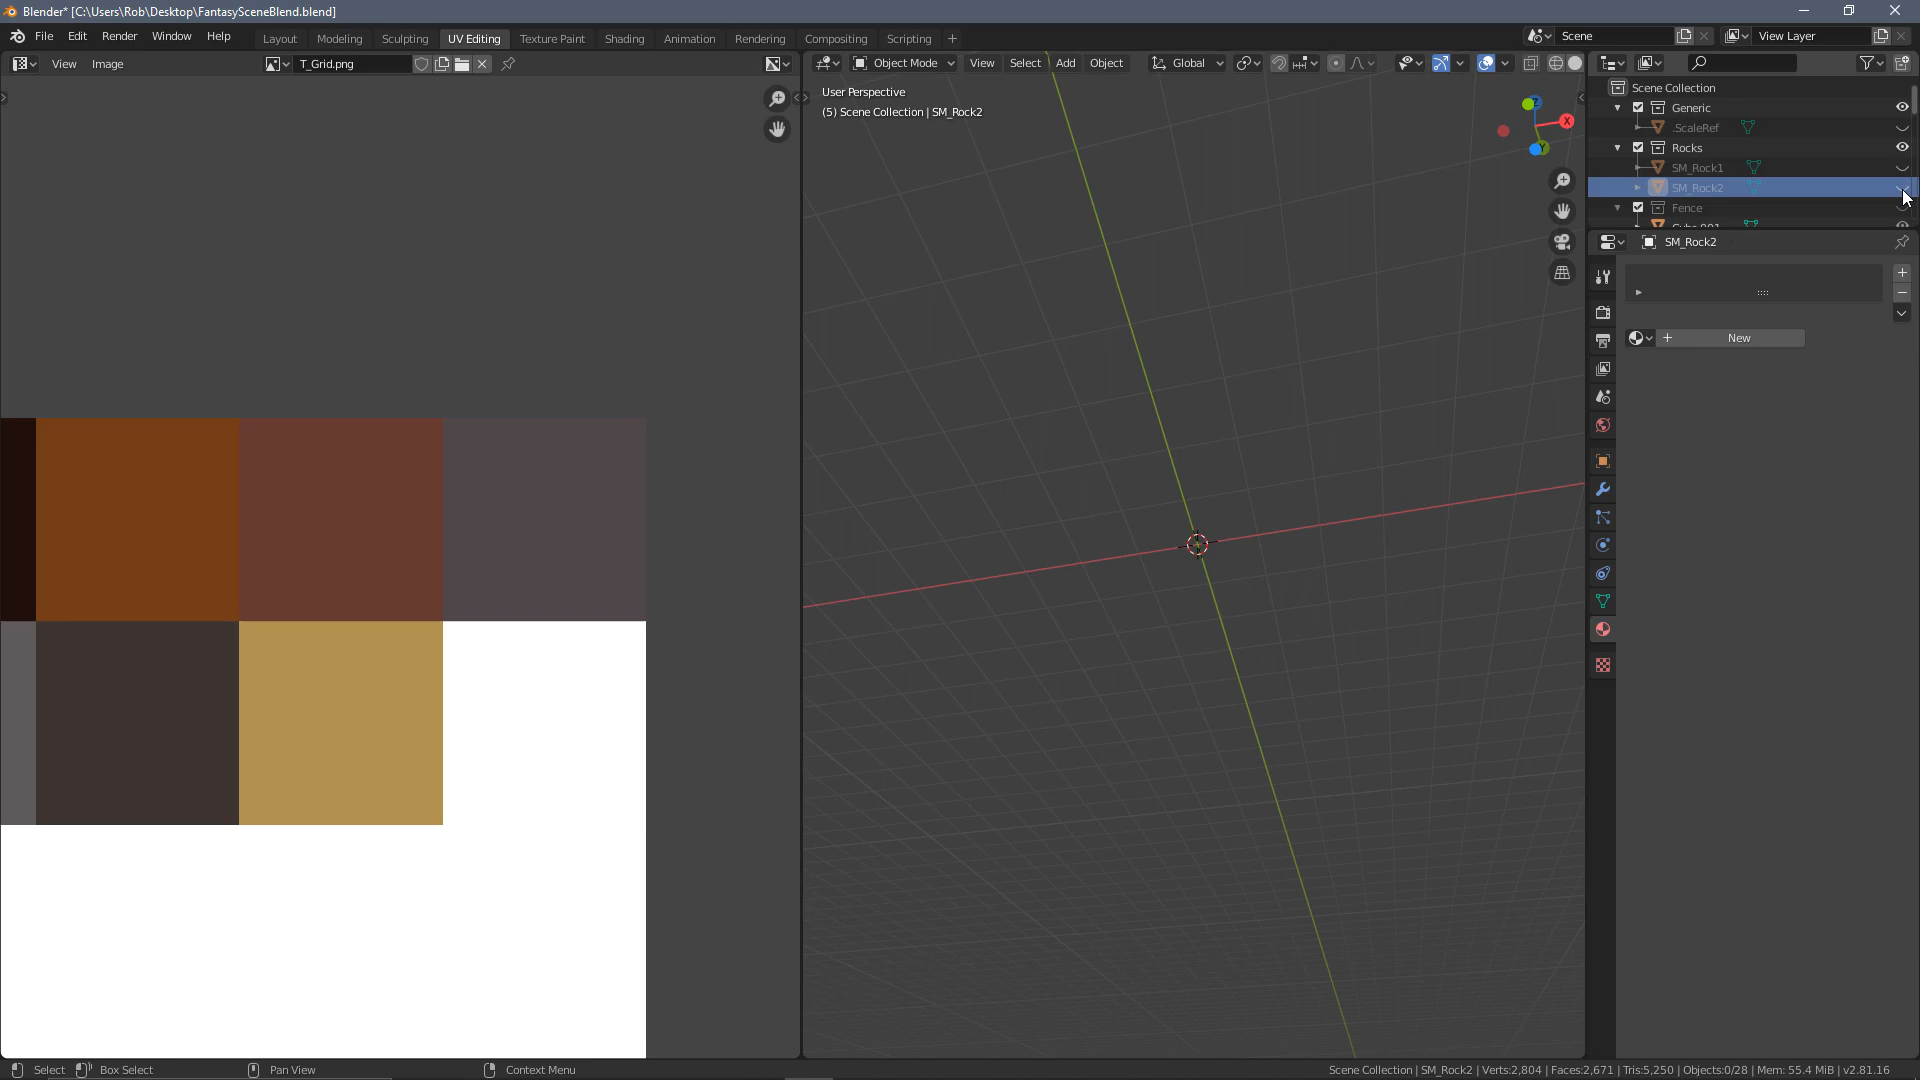 Blender* [C:\Users\Rob\Desktop\FantasySceneBlend.blend]
File Edit Render Window Help Layout Modeling Sculpting UV Editing Texture Paint Shading Animation Rendering Compositing Scripting + Scene View Layer
View Image T_Grid.png Object Mode View Select Add Object Global
User Perspective
(5) Scene Collection | SM_Rock2
X
Y
Z
Scene Collection
Generic
.ScaleRef
Rocks
SM_Rock1
SM_Rock2
Fence
Cube.001
SM_Rock2
New
Select Box Select Pan View Context Menu Scene Collection | SM_Rock2 | Verts:2,804 | Faces:2,671 | Tris:5,250 | Objects:0/28 | Mem: 55.4 MiB | v2.81.16